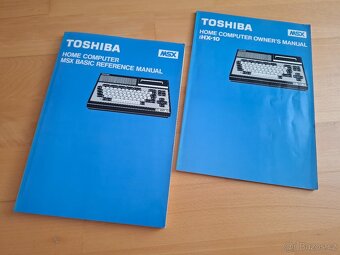 TOSHIBA
MSX
HOME COMPUTER
MSX BASIC REFERENCE MANUAL
TOSHIBA
MSX
HOME COMPUTER OWNER'S MANUAL
HX-10